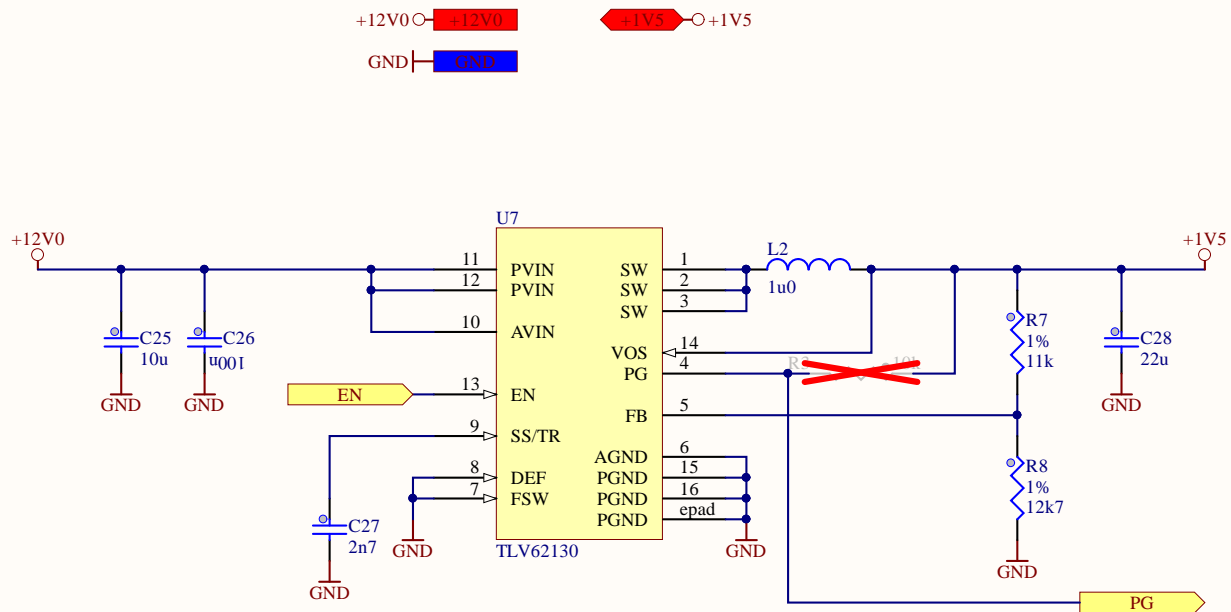 +12V0 +12V0 +1V5 +1V5
GND GND
U7
+12V0
+1V5
11 PVIN
12 PVIN
10 AVIN
13 EN
9 SS/TR
8 DEF
7 FSW
SW 1
SW 2
SW 3
VOS 14
PG 4
FB 5
AGND 6
PGND 15
PGND 16
PGND epad
TLV62130
L2
1u0
C25
10u
GND
C26
100n
GND
EN
C27
2n7
GND
GND
GND
10k
R7
1%
11k
R8
1%
12k7
GND
C28
22u
GND
PG